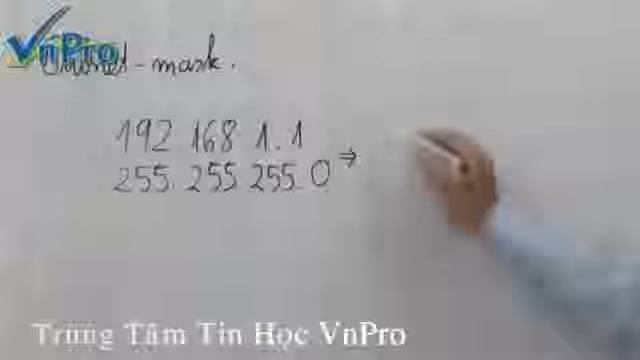 VnPro
- mask.
192.168.1.1
255.255.255.0 ⇒
Trung Tâm Tin Học VnPro